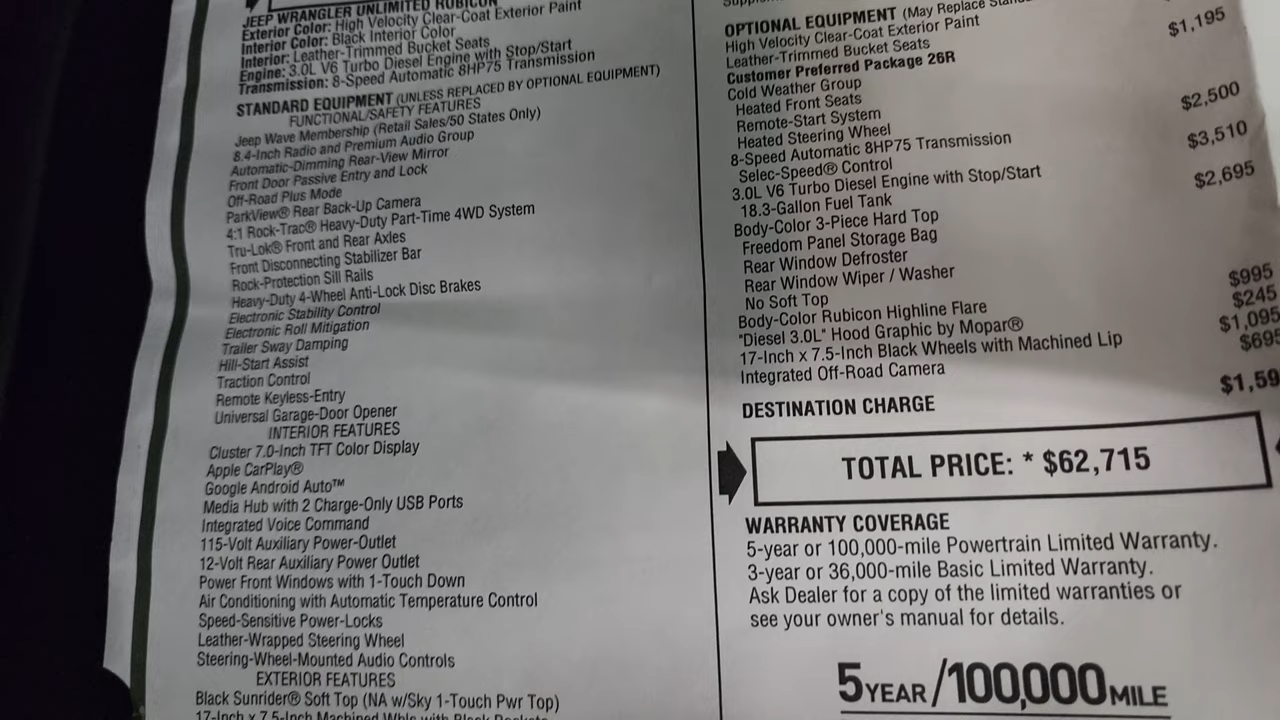 JEEP WRANGLER UNLIMITED RUBICON
Exterior Color: High Velocity Clear-Coat Exterior Paint
Interior Color: Black Interior Color
Interior: Leather-Trimmed Bucket Seats
Engine: 3.0L V6 Turbo Diesel Engine with Stop/Start
Transmission: 8-Speed Automatic 8HP75 Transmission
STANDARD EQUIPMENT (UNLESS REPLACED BY OPTIONAL EQUIPMENT)
FUNCTIONAL/SAFETY FEATURES
Jeep Wave Membership (Retail Sales/50 States Only)
8.4-Inch Radio and Premium Audio Group
Automatic-Dimming Rear-View Mirror
Front Door Passive Entry and Lock
Off-Road Plus Mode
ParkView® Rear Back-Up Camera
4:1 Rock-Trac® Heavy-Duty Part-Time 4WD System
Tru-Lok® Front and Rear Axles
Front Disconnecting Stabilizer Bar
Rock-Protection Sill Rails
Heavy-Duty 4-Wheel Anti-Lock Disc Brakes
Electronic Stability Control
Electronic Roll Mitigation
Trailer Sway Damping
Hill-Start Assist
Traction Control
Remote Keyless-Entry
Universal Garage-Door Opener
INTERIOR FEATURES
Cluster 7.0-Inch TFT Color Display
Apple CarPlay®
Google Android Auto™
Media Hub with 2 Charge-Only USB Ports
Integrated Voice Command
115-Volt Auxiliary Power-Outlet
12-Volt Rear Auxiliary Power Outlet
Power Front Windows with 1-Touch Down
Air Conditioning with Automatic Temperature Control
Speed-Sensitive Power-Locks
Leather-Wrapped Steering Wheel
Steering-Wheel-Mounted Audio Controls
EXTERIOR FEATURES
Black Sunrider® Soft Top (NA w/Sky 1-Touch Pwr Top)
17-Inch x 7.5-Inch Machined
OPTIONAL EQUIPMENT (May Replace
High Velocity Clear-Coat Exterior Paint
Leather-Trimmed Bucket Seats
Customer Preferred Package 26R
Cold Weather Group $1,195
Heated Front Seats
Remote-Start System
Heated Steering Wheel
8-Speed Automatic 8HP75 Transmission $2,500
Selec-Speed® Control
3.0L V6 Turbo Diesel Engine with Stop/Start $3,510
18.3-Gallon Fuel Tank
Body-Color 3-Piece Hard Top $2,695
Freedom Panel Storage Bag
Rear Window Defroster
Rear Window Wiper / Washer
No Soft Top
Body-Color Rubicon Highline Flare $995
"Diesel 3.0L" Hood Graphic by Mopar® $245
17-Inch x 7.5-Inch Black Wheels with Machined Lip $1,095
Integrated Off-Road Camera $695
DESTINATION CHARGE $1,59
TOTAL PRICE: * $62,715
WARRANTY COVERAGE
5-year or 100,000-mile Powertrain Limited Warranty.
3-year or 36,000-mile Basic Limited Warranty.
Ask Dealer for a copy of the limited warranties or
see your owner's manual for details.
5 YEAR/100,000 MILE